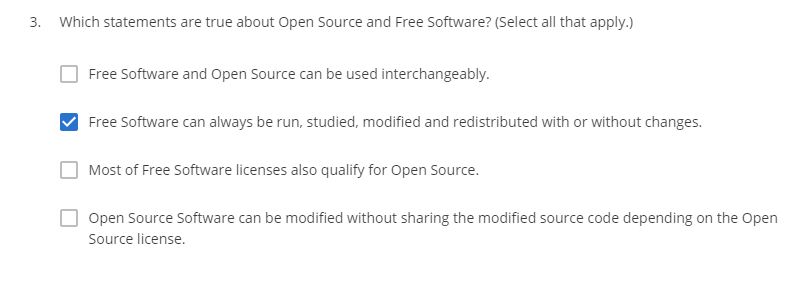 3. Which statements are true about Open Source and Free Software? (Select all that apply.)
Free Software and Open Source can be used interchangeably.
Free Software can always be run, studied, modified and redistributed with or without changes.
Most of Free Software licenses also qualify for Open Source.
Open Source Software can be modified without sharing the modified source code depending on the Open
Source license.